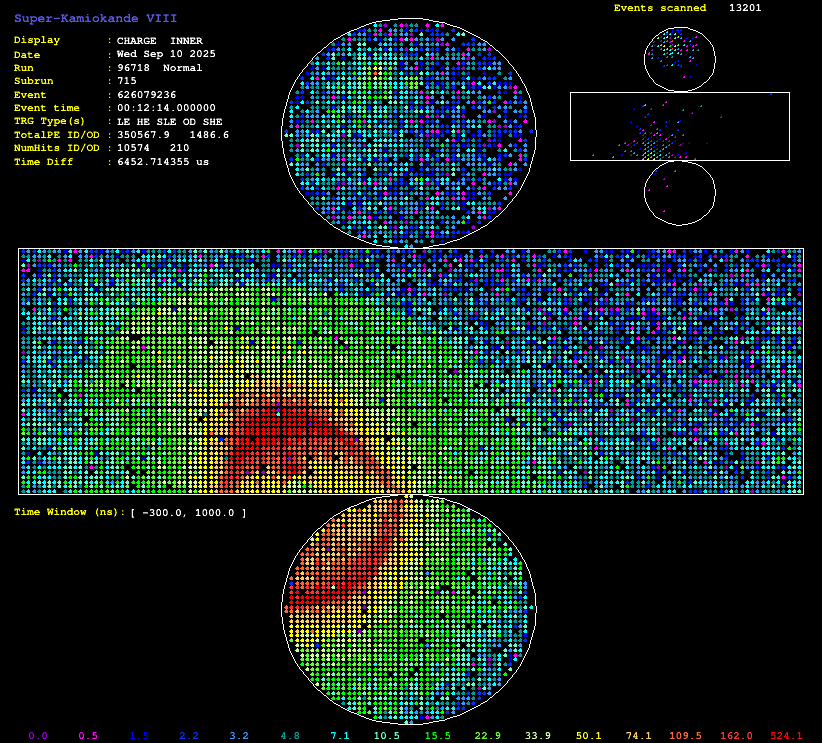 Events scanned 13201
Super-Kamiokande VIII
Display : CHARGE INNER
Date : Wed Sep 10 2025
Run : 96718 Normal
Subrun : 715
Event : 626079236
Event time : 00:12:14.000000
TRG Type(s) : LE HE SLE OD SHE
TotalPE ID/OD : 350567.9 1486.6
NumHits ID/OD : 10574 210
Time Diff : 6452.714355 us
Time Window (ns): [ -300.0, 1000.0 ]
0.0 0.5 1.5 2.2 3.2 4.8 7.1 10.5 15.5 22.9 33.9 50.1 74.1 109.5 162.0 524.1